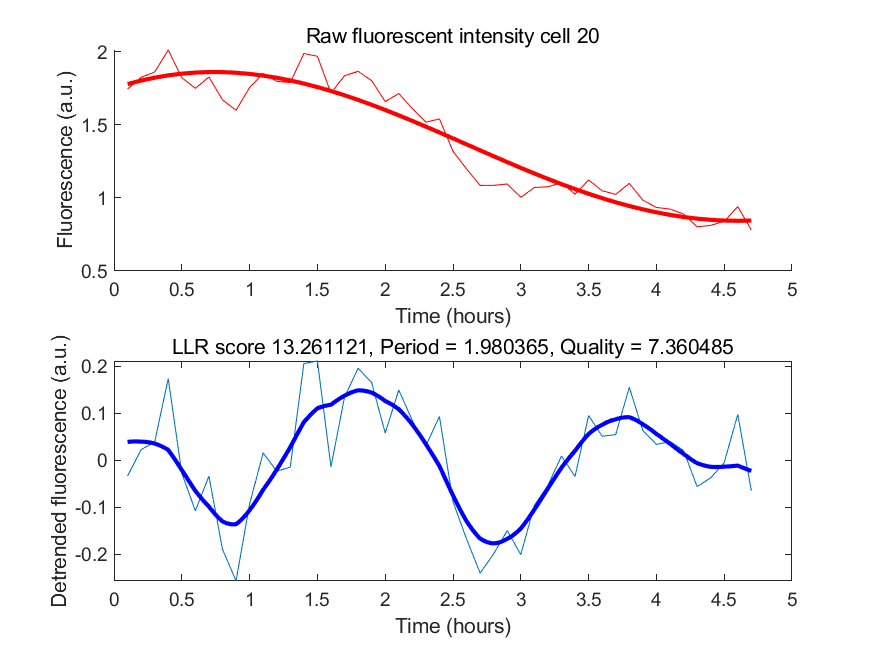 Raw fluorescent intensity cell 20
Fluorescence (a.u.)
2
1.5
1
0.5
0 0.5 1 1.5 2 2.5 3 3.5 4 4.5 5
Time (hours)
LLR score 13.261121, Period = 1.980365, Quality = 7.360485
Detrended fluorescence (a.u.)
0.2
0.1
0
-0.1
-0.2
0 0.5 1 1.5 2 2.5 3 3.5 4 4.5 5
Time (hours)